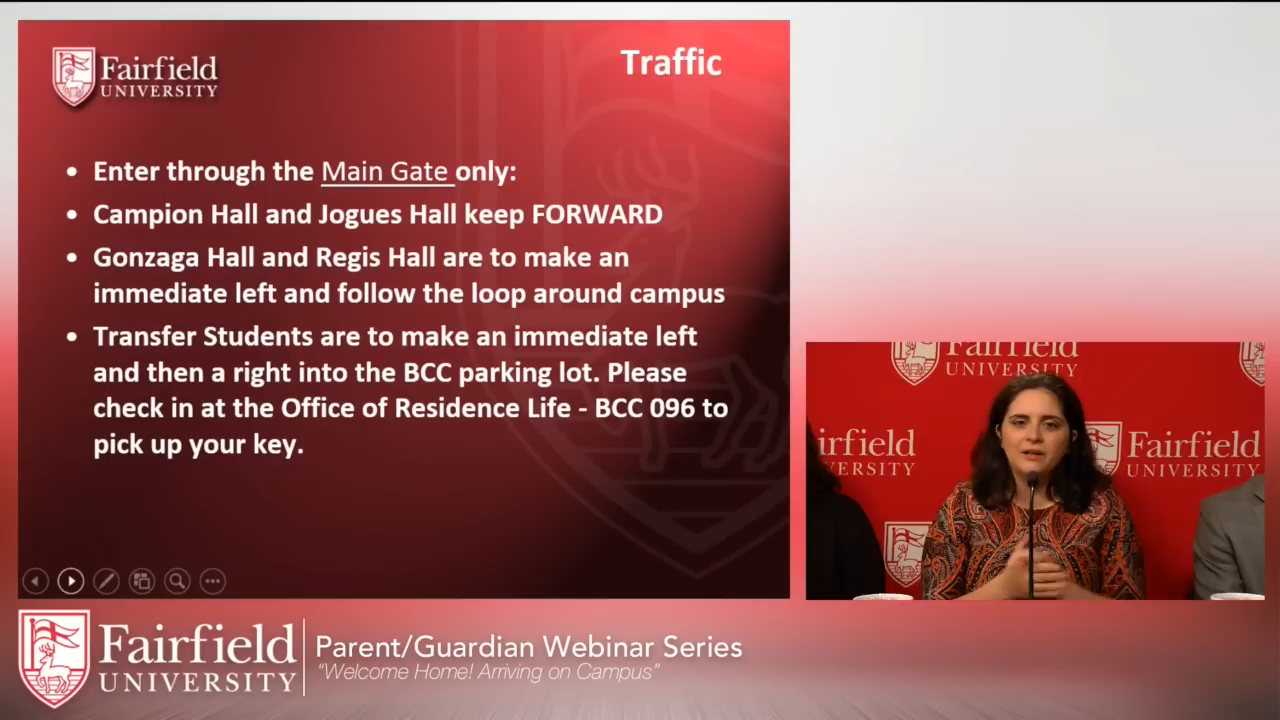 Fairfield
UNIVERSITY
Traffic
• Enter through the Main Gate only:
• Campion Hall and Jogues Hall keep FORWARD
• Gonzaga Hall and Regis Hall are to make an
immediate left and follow the loop around campus
• Transfer Students are to make an immediate left
and then a right into the BCC parking lot. Please
check in at the Office of Residence Life - BCC 096 to
pick up your key.
Fairfield
UNIVERSITY
irfield
VERSITY
Fairfield
UNIVERSITY
Fairfield
UNIVERSITY
Parent/Guardian Webinar Series
“Welcome Home! Arriving on Campus”